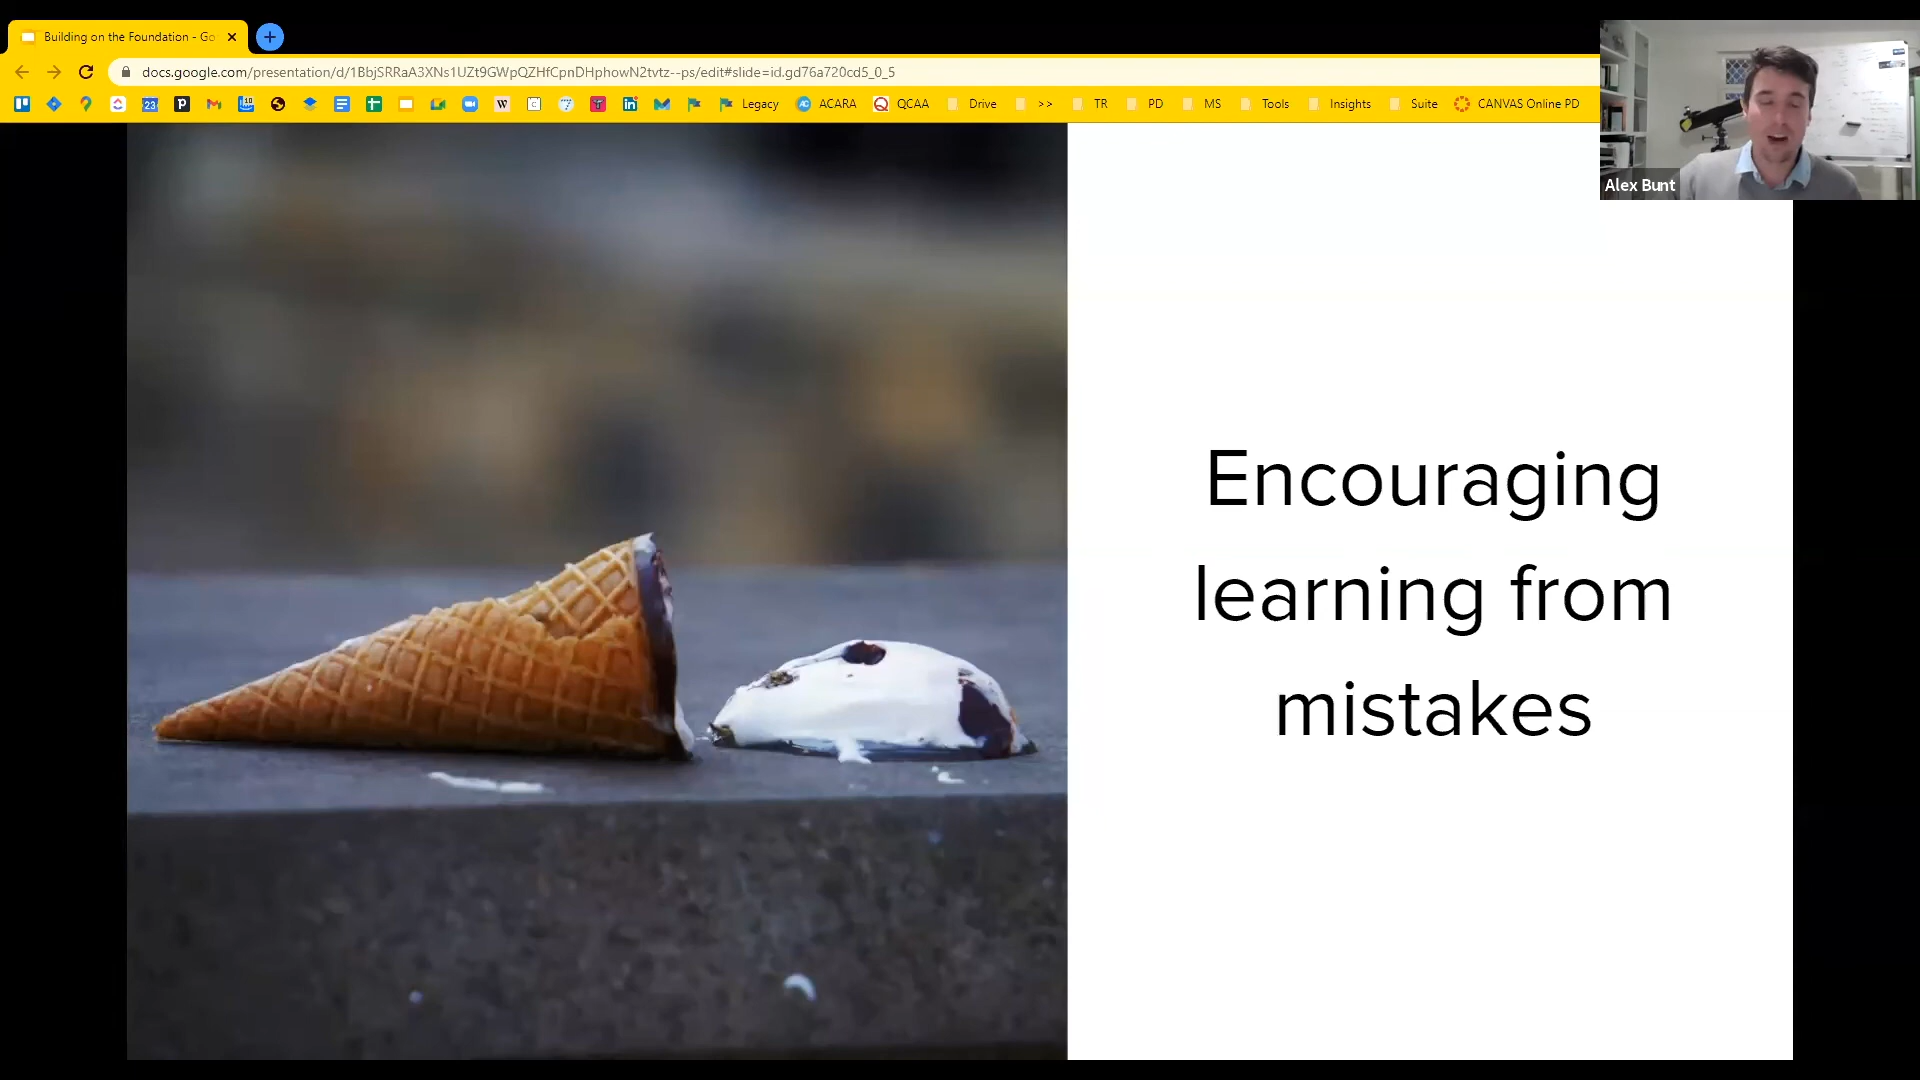 Building on the Foundation - Go
docs.google.com/presentation/d/1BbjSRRaA3XNs1UZt9GWpQZHfCpnDHphowN2tvtz--ps/edit#slide=id.gd76a720cd5_0_5
Legacy ACARA QCAA Drive >> TR PD MS Tools Insights Suite CANVAS Online PD
Alex Bunt
Encouraging
learning from
mistakes